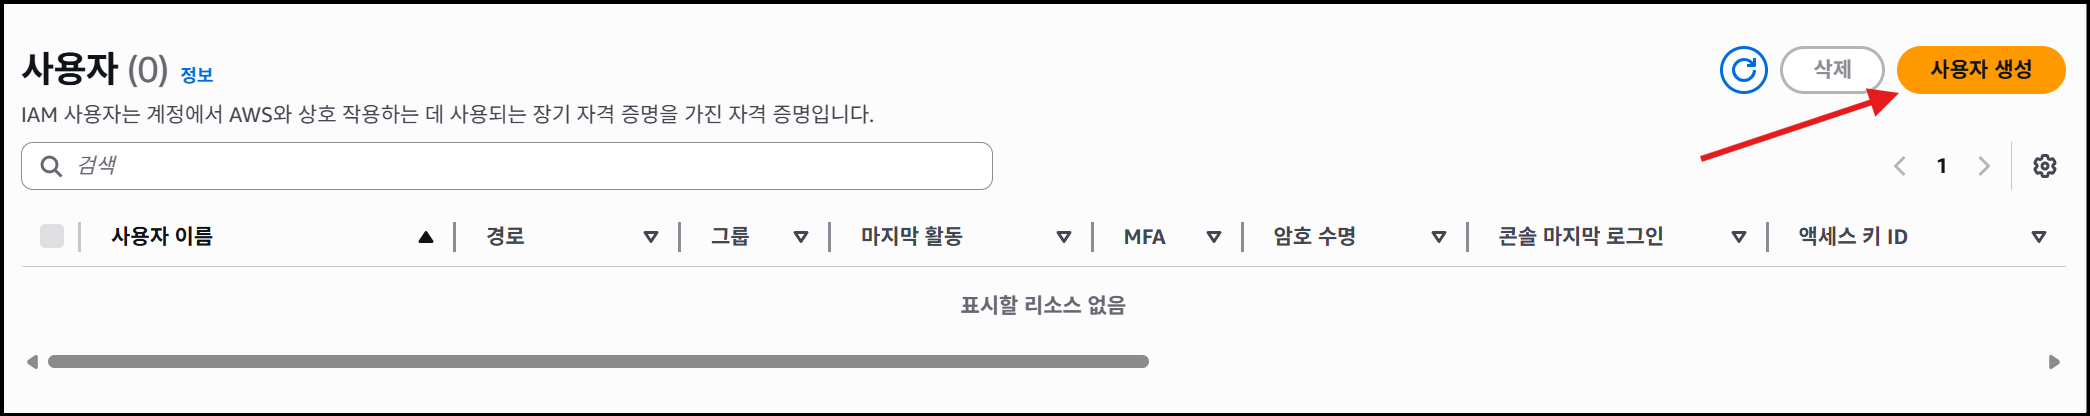 사용자 (0) 정보
삭제
사용자 생성
IAM 사용자는 계정에서 AWS와 상호 작용하는 데 사용되는 장기 자격 증명을 가진 자격 증명입니다.
검색
1
사용자 이름 경로 그룹 마지막 활동 MFA 암호 수명 콘솔 마지막 로그인 액세스 키 ID
표시할 리소스 없음